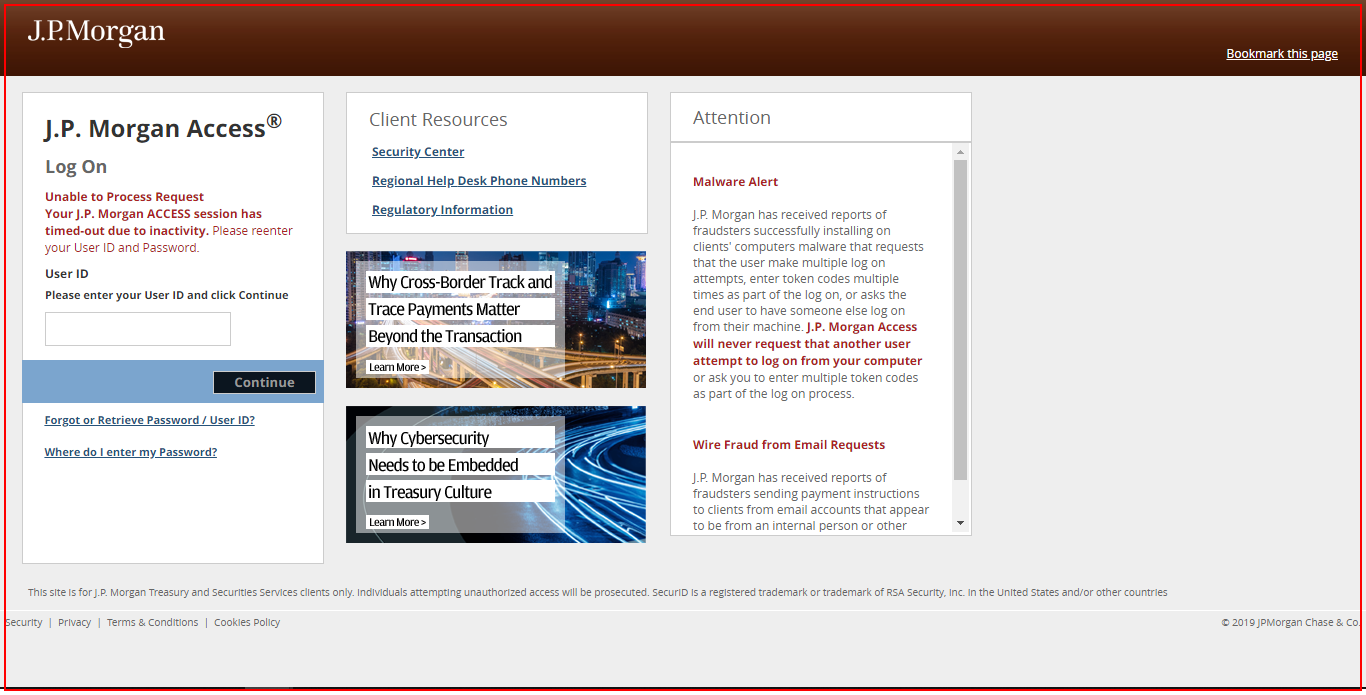 J.P.Morgan
Bookmark this page
J.P. Morgan Access®
Log On
Unable to Process Request
Your J.P. Morgan ACCESS session has
timed-out due to inactivity. Please reenter
your User ID and Password.
User ID
Please enter your User ID and click Continue
Continue
Forgot or Retrieve Password / User ID?
Where do I enter my Password?
Client Resources
Security Center
Regional Help Desk Phone Numbers
Regulatory Information
Why Cross-Border Track and
Trace Payments Matter
Beyond the Transaction
Learn More >
Why Cybersecurity
Needs to be Embedded
in Treasury Culture
Learn More >
Attention
Malware Alert
J.P. Morgan has received reports of
fraudsters successfully installing on
clients' computers malware that requests
that the user make multiple log on
attempts, enter token codes multiple
times as part of the log on, or asks the
end user to have someone else log on
from their machine. J.P. Morgan Access
will never request that another user
attempt to log on from your computer
or ask you to enter multiple token codes
as part of the log on process.
Wire Fraud from Email Requests
J.P. Morgan has received reports of
fraudsters sending payment instructions
to clients from email accounts that appear
to be from an internal person or other
This site is for J.P. Morgan Treasury and Securities Services clients only. Individuals attempting unauthorized access will be prosecuted. SecurID is a registered trademark or trademark of RSA Security, Inc. in the United States and/or other countries
Security | Privacy | Terms & Conditions | Cookies Policy
© 2019 JPMorgan Chase & Co.